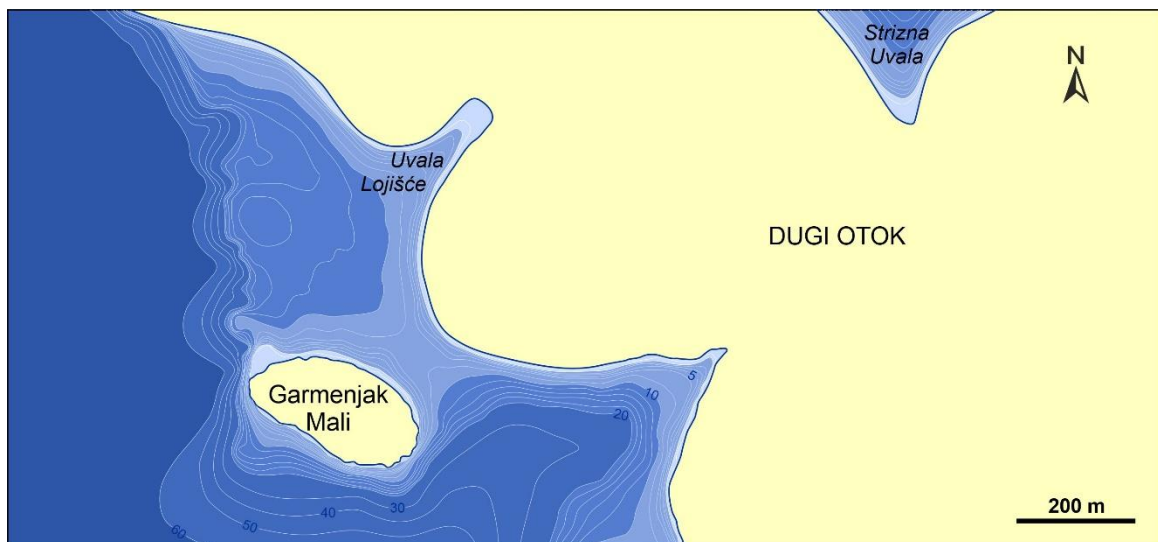 Strizna
Uvala
N
Uvala
Lojišće
DUGI OTOK
5
10
20
Garmenjak
Mali
30
40
50
60
200 m